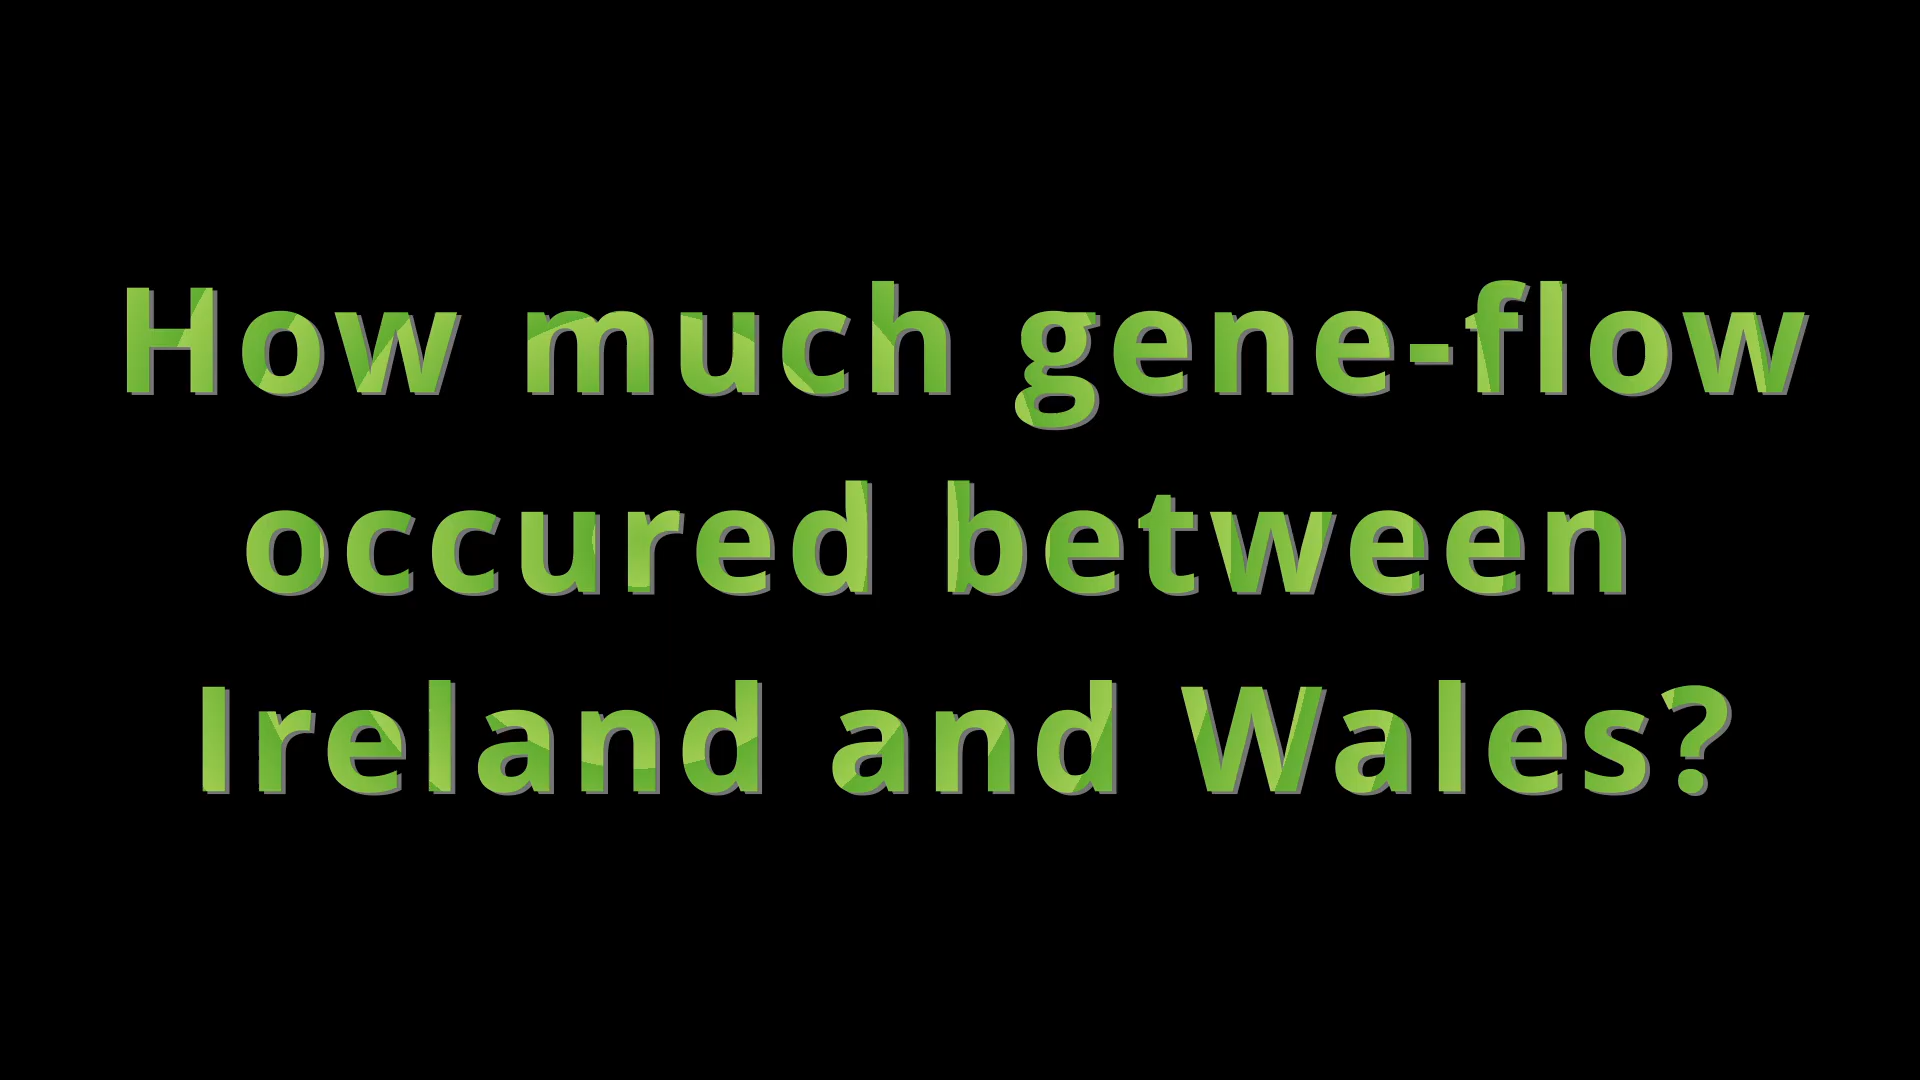 How much gene-flow
occured between
Ireland and Wales?